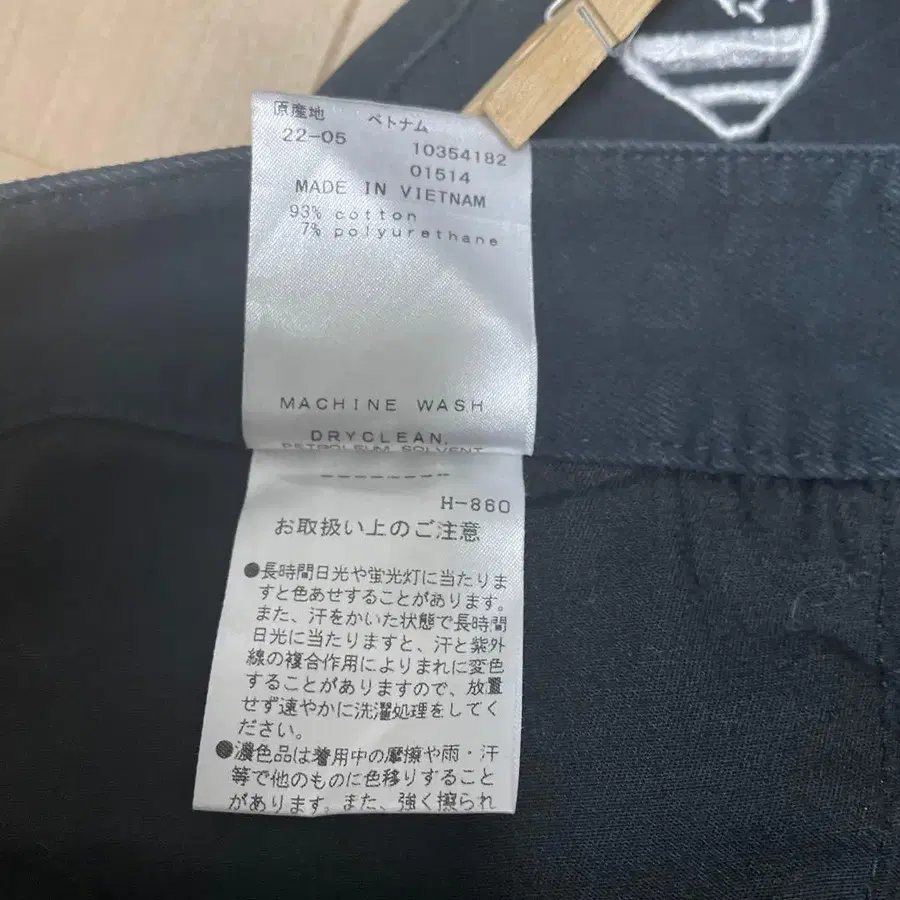 原産地 ベトナム
22-05 10354182
01514
MADE IN VIETNAM
93% cotton
7% polyurethane
MACHINE WASH
DRYCLEAN,
PETROLEUM SOLVENT
--------
H-860
お取扱い上のご注意
●長時間日光や蛍光灯に当たりま
すと色あせすることがあります。
また、汗をかいた状態で長時間
日光に当たりますと、汗と紫外
線の複合作用によりまれに変色
することがありますので、放置
せず速やかに洗濯処理をしてく
ださい。
●濃色品は着用中の摩擦や雨・汗
等で他のものに色移りすること
があります。また、強く擦られ